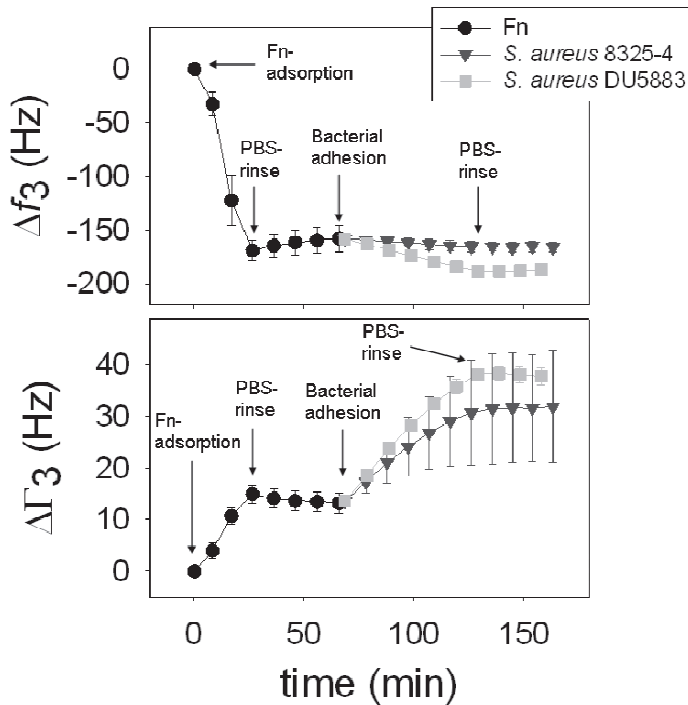 Fn
S. aureus 8325-4
S. aureus DU5883
Fn-
adsorption
PBS-
rinse
Bacterial
adhesion
PBS-
rinse
Δf3 (Hz)
0
-50
-100
-150
-200
PBS-
rinse
PBS-
rinse
Bacterial
adhesion
Fn-
adsorption
ΔΓ3 (Hz)
40
30
20
10
0
0 50 100 150
time (min)